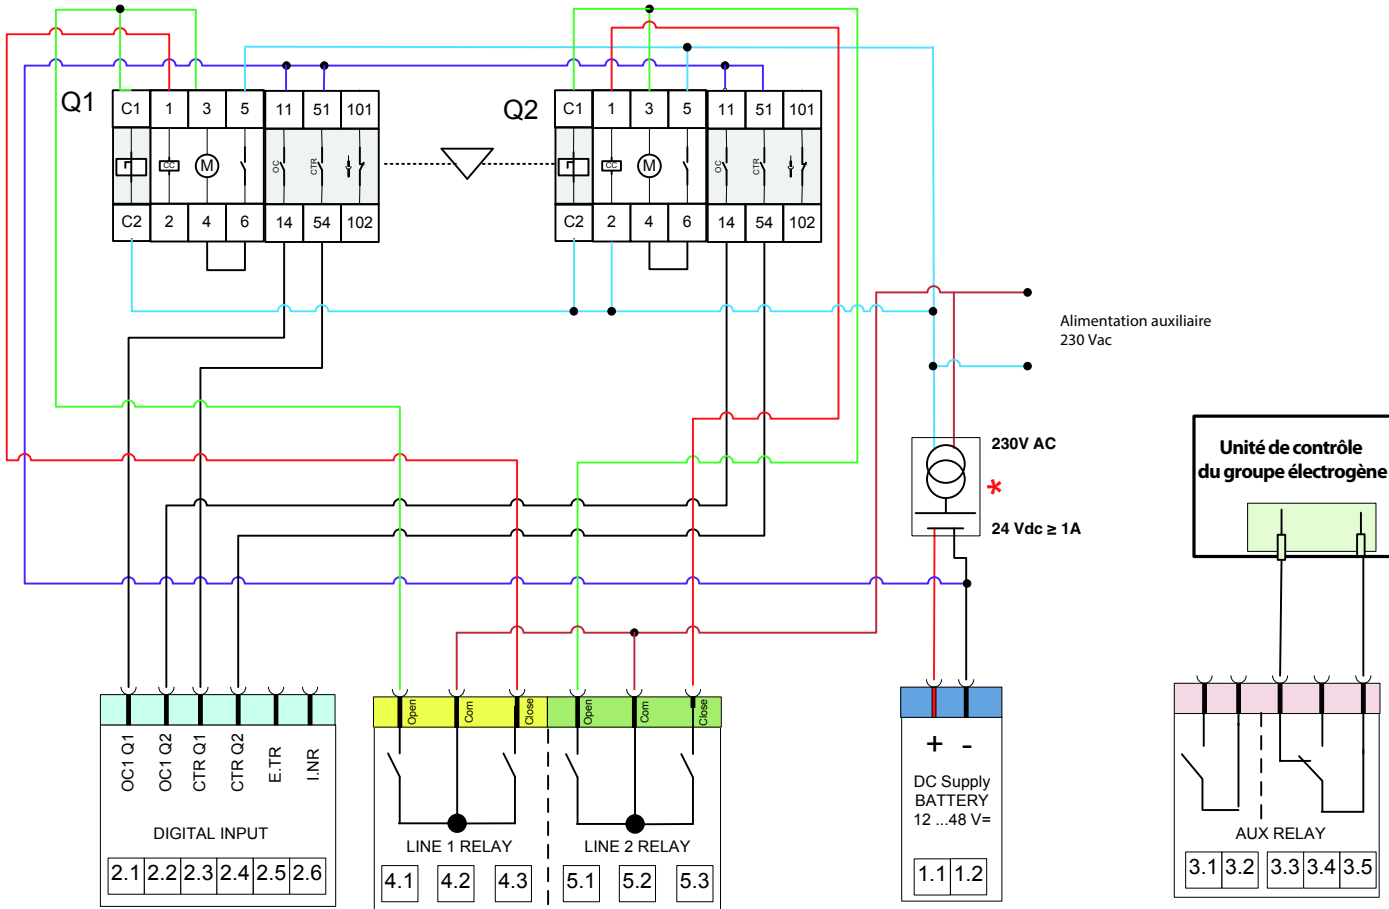 Q1
C1 1 3 5 11 51 101
CC M OC CTR
C2 2 4 6 14 54 102
Q2
C1 1 3 5 11 51 101
CC M OC CTR
C2 2 4 6 14 54 102
Alimentation auxiliaire
230 Vac
230V AC
*
24 Vdc ≥ 1A
Unité de contrôle
du groupe électrogène
OC1 Q1
OC1 Q2
CTR Q1
CTR Q2
E.TR
I.NR
DIGITAL INPUT
2.1 2.2 2.3 2.4 2.5 2.6
Open Com Close
LINE 1 RELAY
4.1 4.2 4.3
Open Com Close
LINE 2 RELAY
5.1 5.2 5.3
+ -
DC Supply
BATTERY
12 ...48 V=
1.1 1.2
AUX RELAY
3.1 3.2 3.3 3.4 3.5